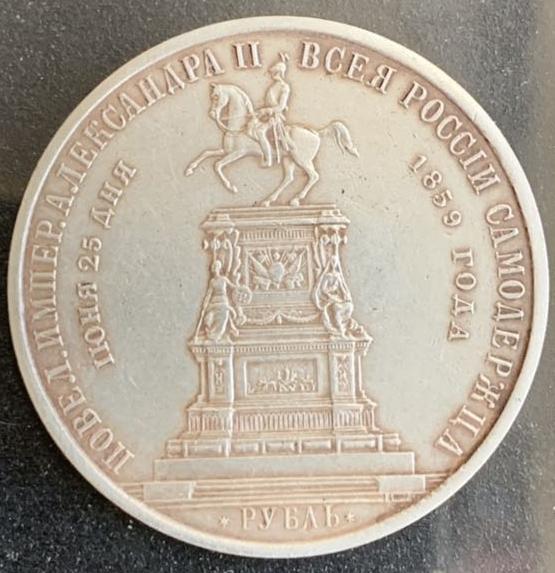 ПОВЕЛ. ИМПЕР. АЛЕКСАНДРА II ВСЕЯ РОССІИ САМОДЕРЖЦА
ІЮНЯ 25 ДНЯ
1859 ГОДА
* РУБЛЬ *